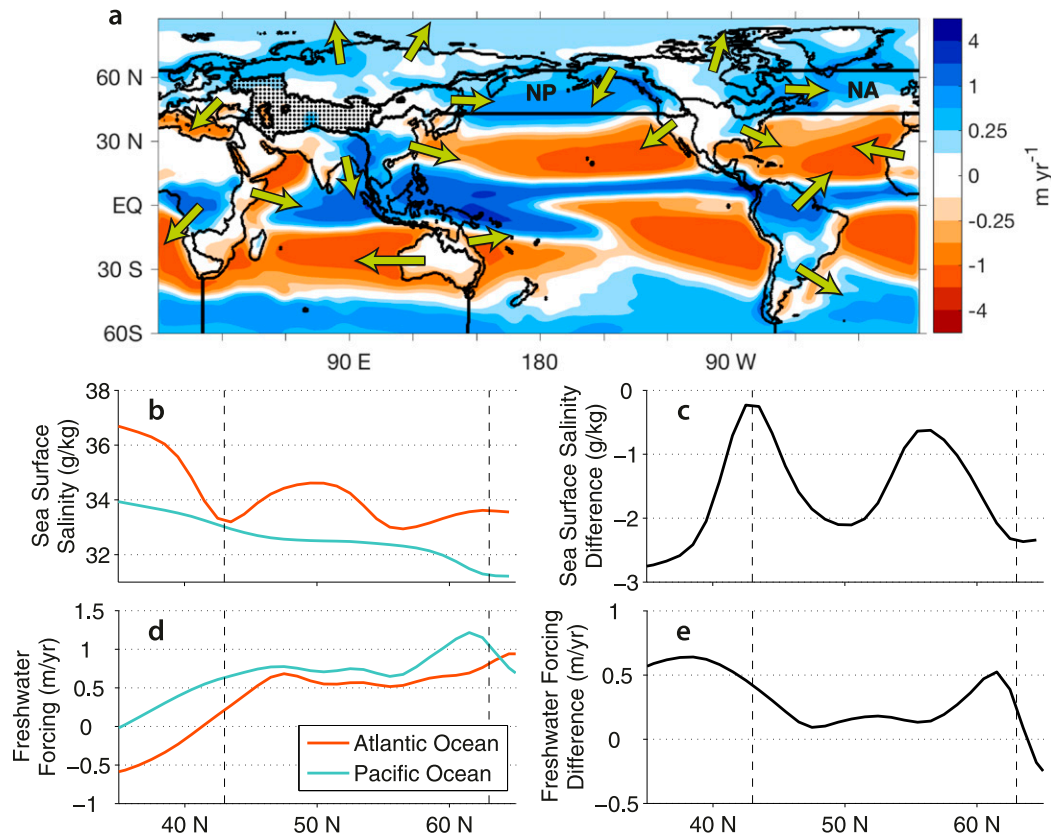 a
60 N
30 N
EQ
30 S
60S
90 E
180
90 W
NP
NA
4
1
0.25
0
-0.25
-1
-4
m yr⁻¹
b
38
36
34
32
Sea Surface
Salinity (g/kg)
c
0
−1
−2
−3
Sea Surface Salinity
Difference (g/kg)
d
1.5
1
0.5
0
−0.5
−1
Freshwater
Forcing (m/yr)
Atlantic Ocean
Pacific Ocean
40 N
50 N
60 N
e
1
0.5
0
−0.5
Freshwater Forcing
Difference (m/yr)
40 N
50 N
60 N